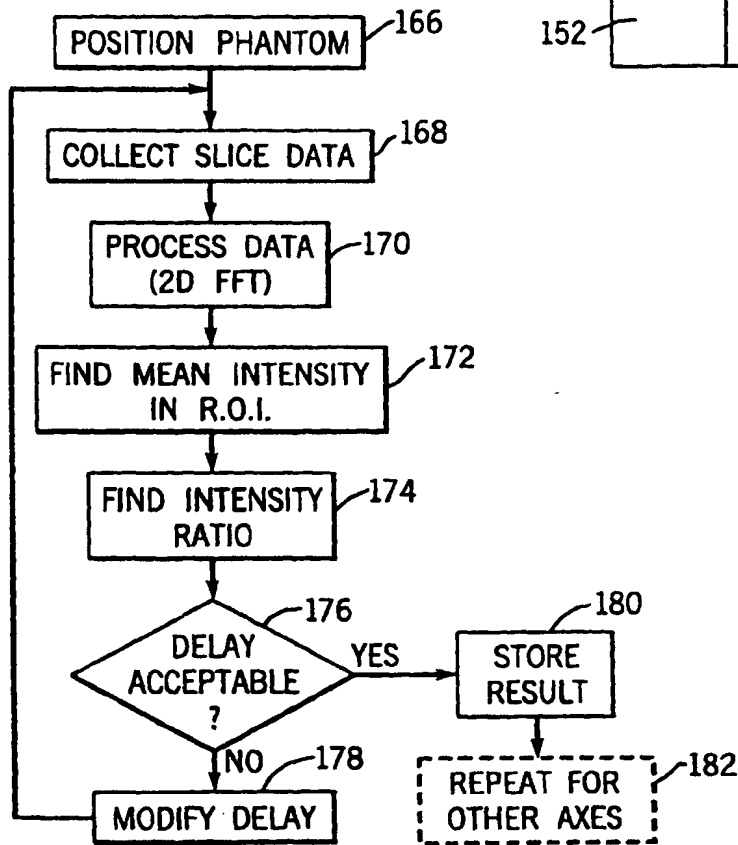 POSITION PHANTOM
166
152
COLLECT SLICE DATA
168
PROCESS DATA
(2D FFT)
170
FIND MEAN INTENSITY
IN R.O.I.
172
FIND INTENSITY
RATIO
174
DELAY
ACCEPTABLE
?
176
YES
STORE
RESULT
180
NO
MODIFY DELAY
178
REPEAT FOR
OTHER AXES
182